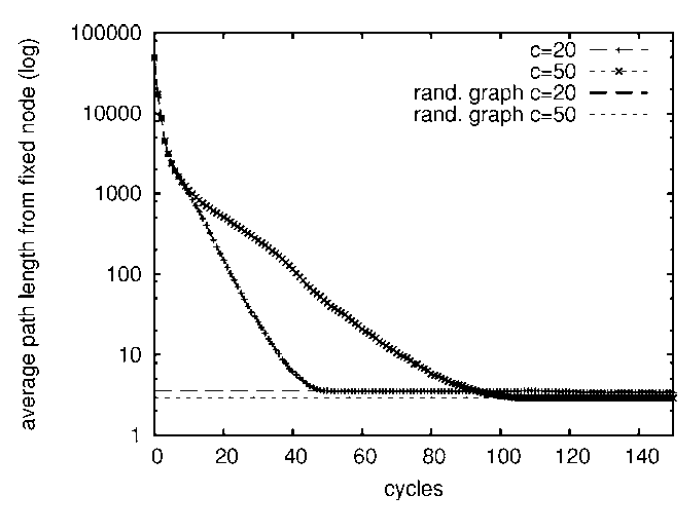 average path length from fixed node (log)
100000
10000
1000
100
10
1
c=20
c=50
rand. graph c=20
rand. graph c=50
0 20 40 60 80 100 120 140
cycles